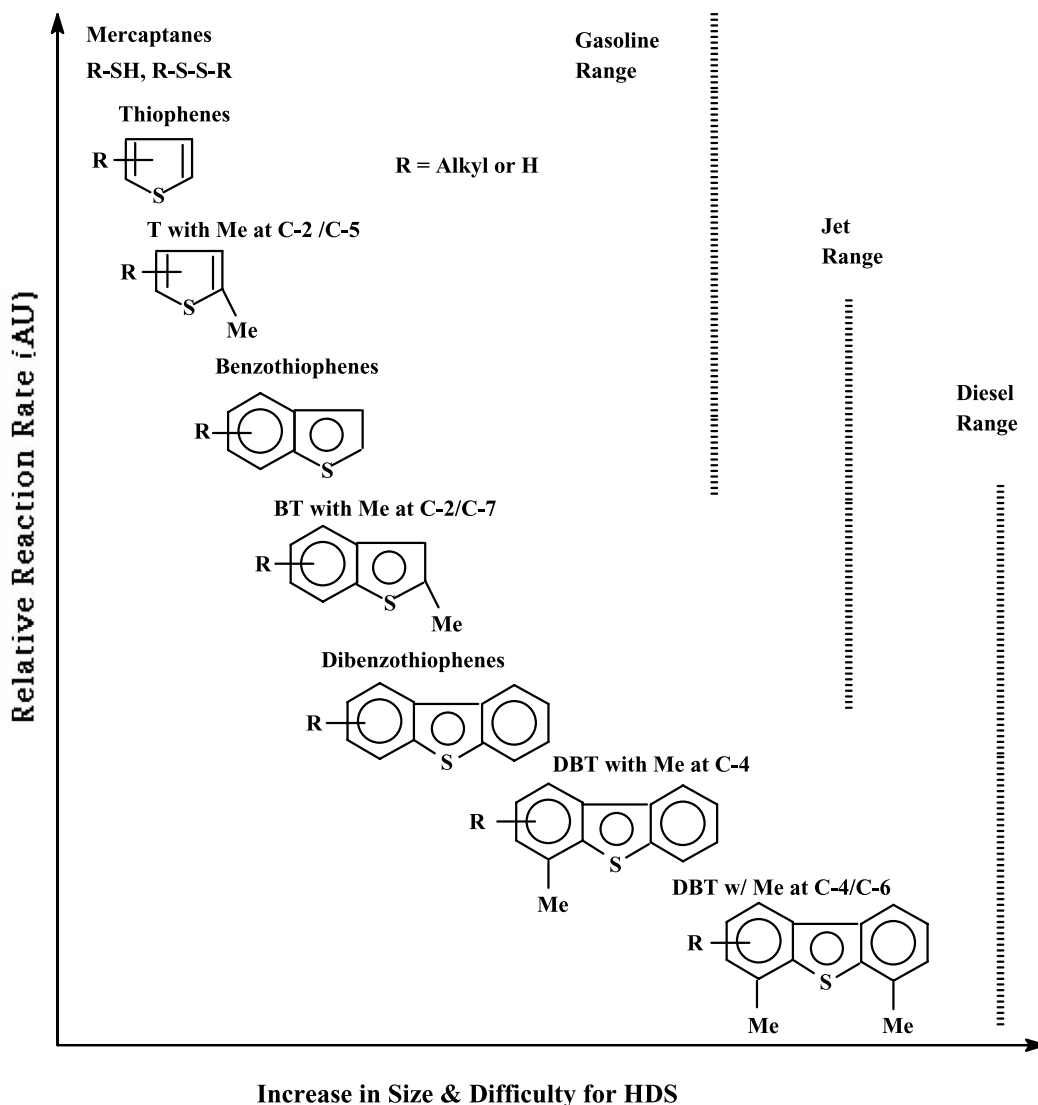 Mercaptanes
R-SH, R-S-S-R
Gasoline
Range
Thiophenes
R
S
R = Alkyl or H
T with Me at C-2 /C-5
R
S
Me
Jet
Range
Benzothiophenes
R
S
Diesel
Range
BT with Me at C-2/C-7
R
S
Me
Dibenzothiophenes
R
S
DBT with Me at C-4
R
S
Me
DBT w/ Me at C-4/C-6
R
S
Me
Me
Relative Reaction Rate (AU)
Increase in Size & Difficulty for HDS